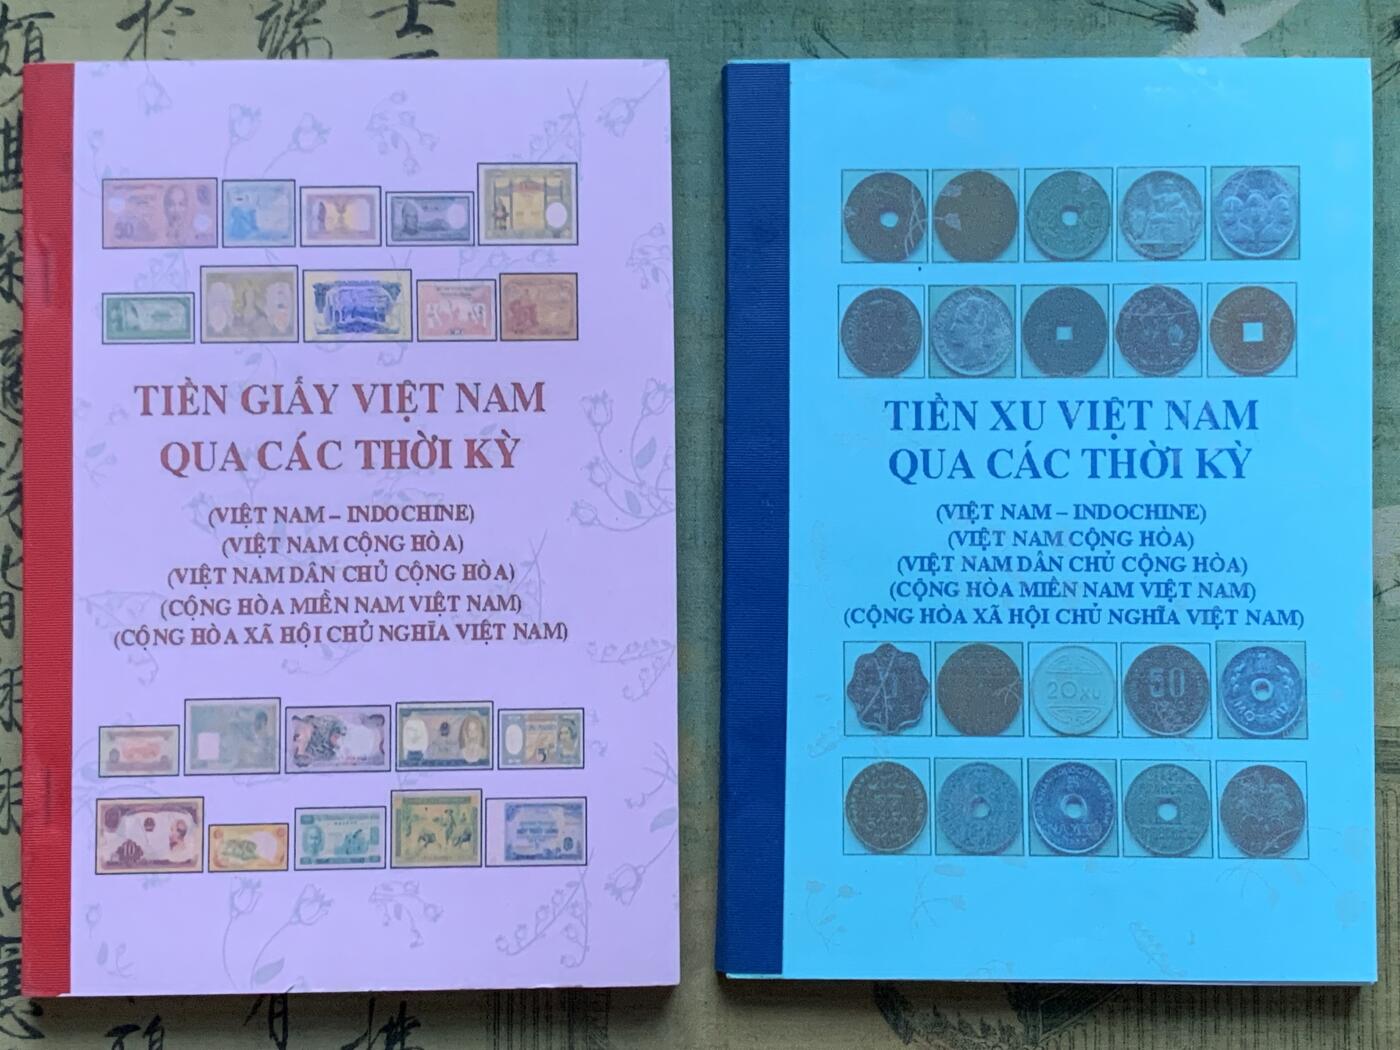 TIỀN GIẤY VIỆT NAM
QUA CÁC THỜI KỲ
(VIỆT NAM – INDOCHINE)
(VIỆT NAM CỘNG HÒA)
(VIỆT NAM DÂN CHỦ CỘNG HÒA)
(CỘNG HÒA MIỀN NAM VIỆT NAM)
(CỘNG HÒA XÃ HỘI CHỦ NGHĨA VIỆT NAM)
50
10
5
TIỀN XU VIỆT NAM
QUA CÁC THỜI KỲ
(VIỆT NAM – INDOCHINE)
(VIỆT NAM CỘNG HÒA)
(VIỆT NAM DÂN CHỦ CỘNG HÒA)
(CỘNG HÒA MIỀN NAM VIỆT NAM)
(CỘNG HÒA XÃ HỘI CHỦ NGHĨA VIỆT NAM)
20 XU
50